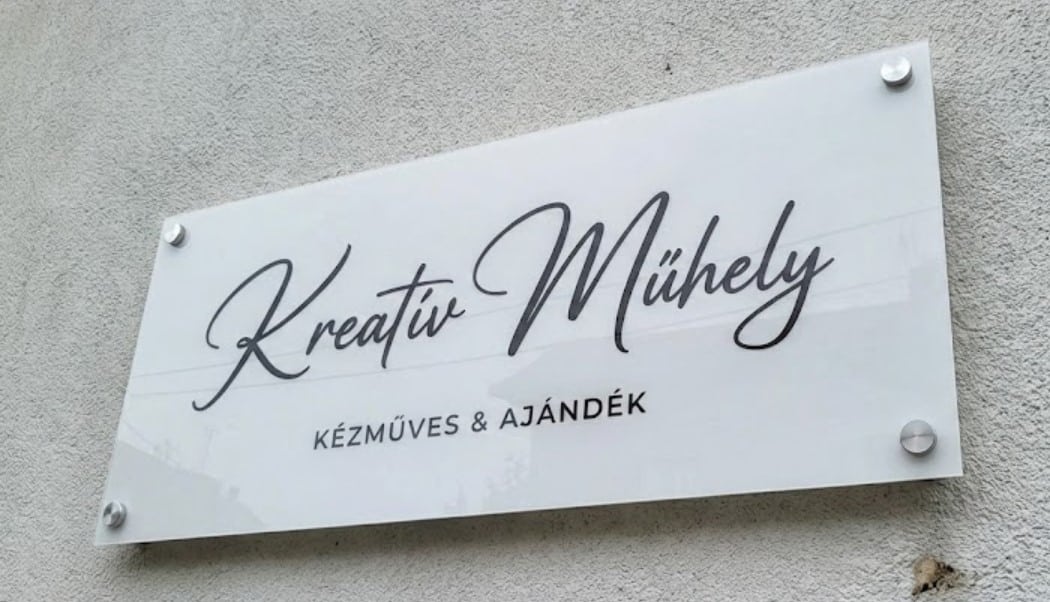 Kreatív Műhely
KÉZMŰVES & AJÁNDÉK